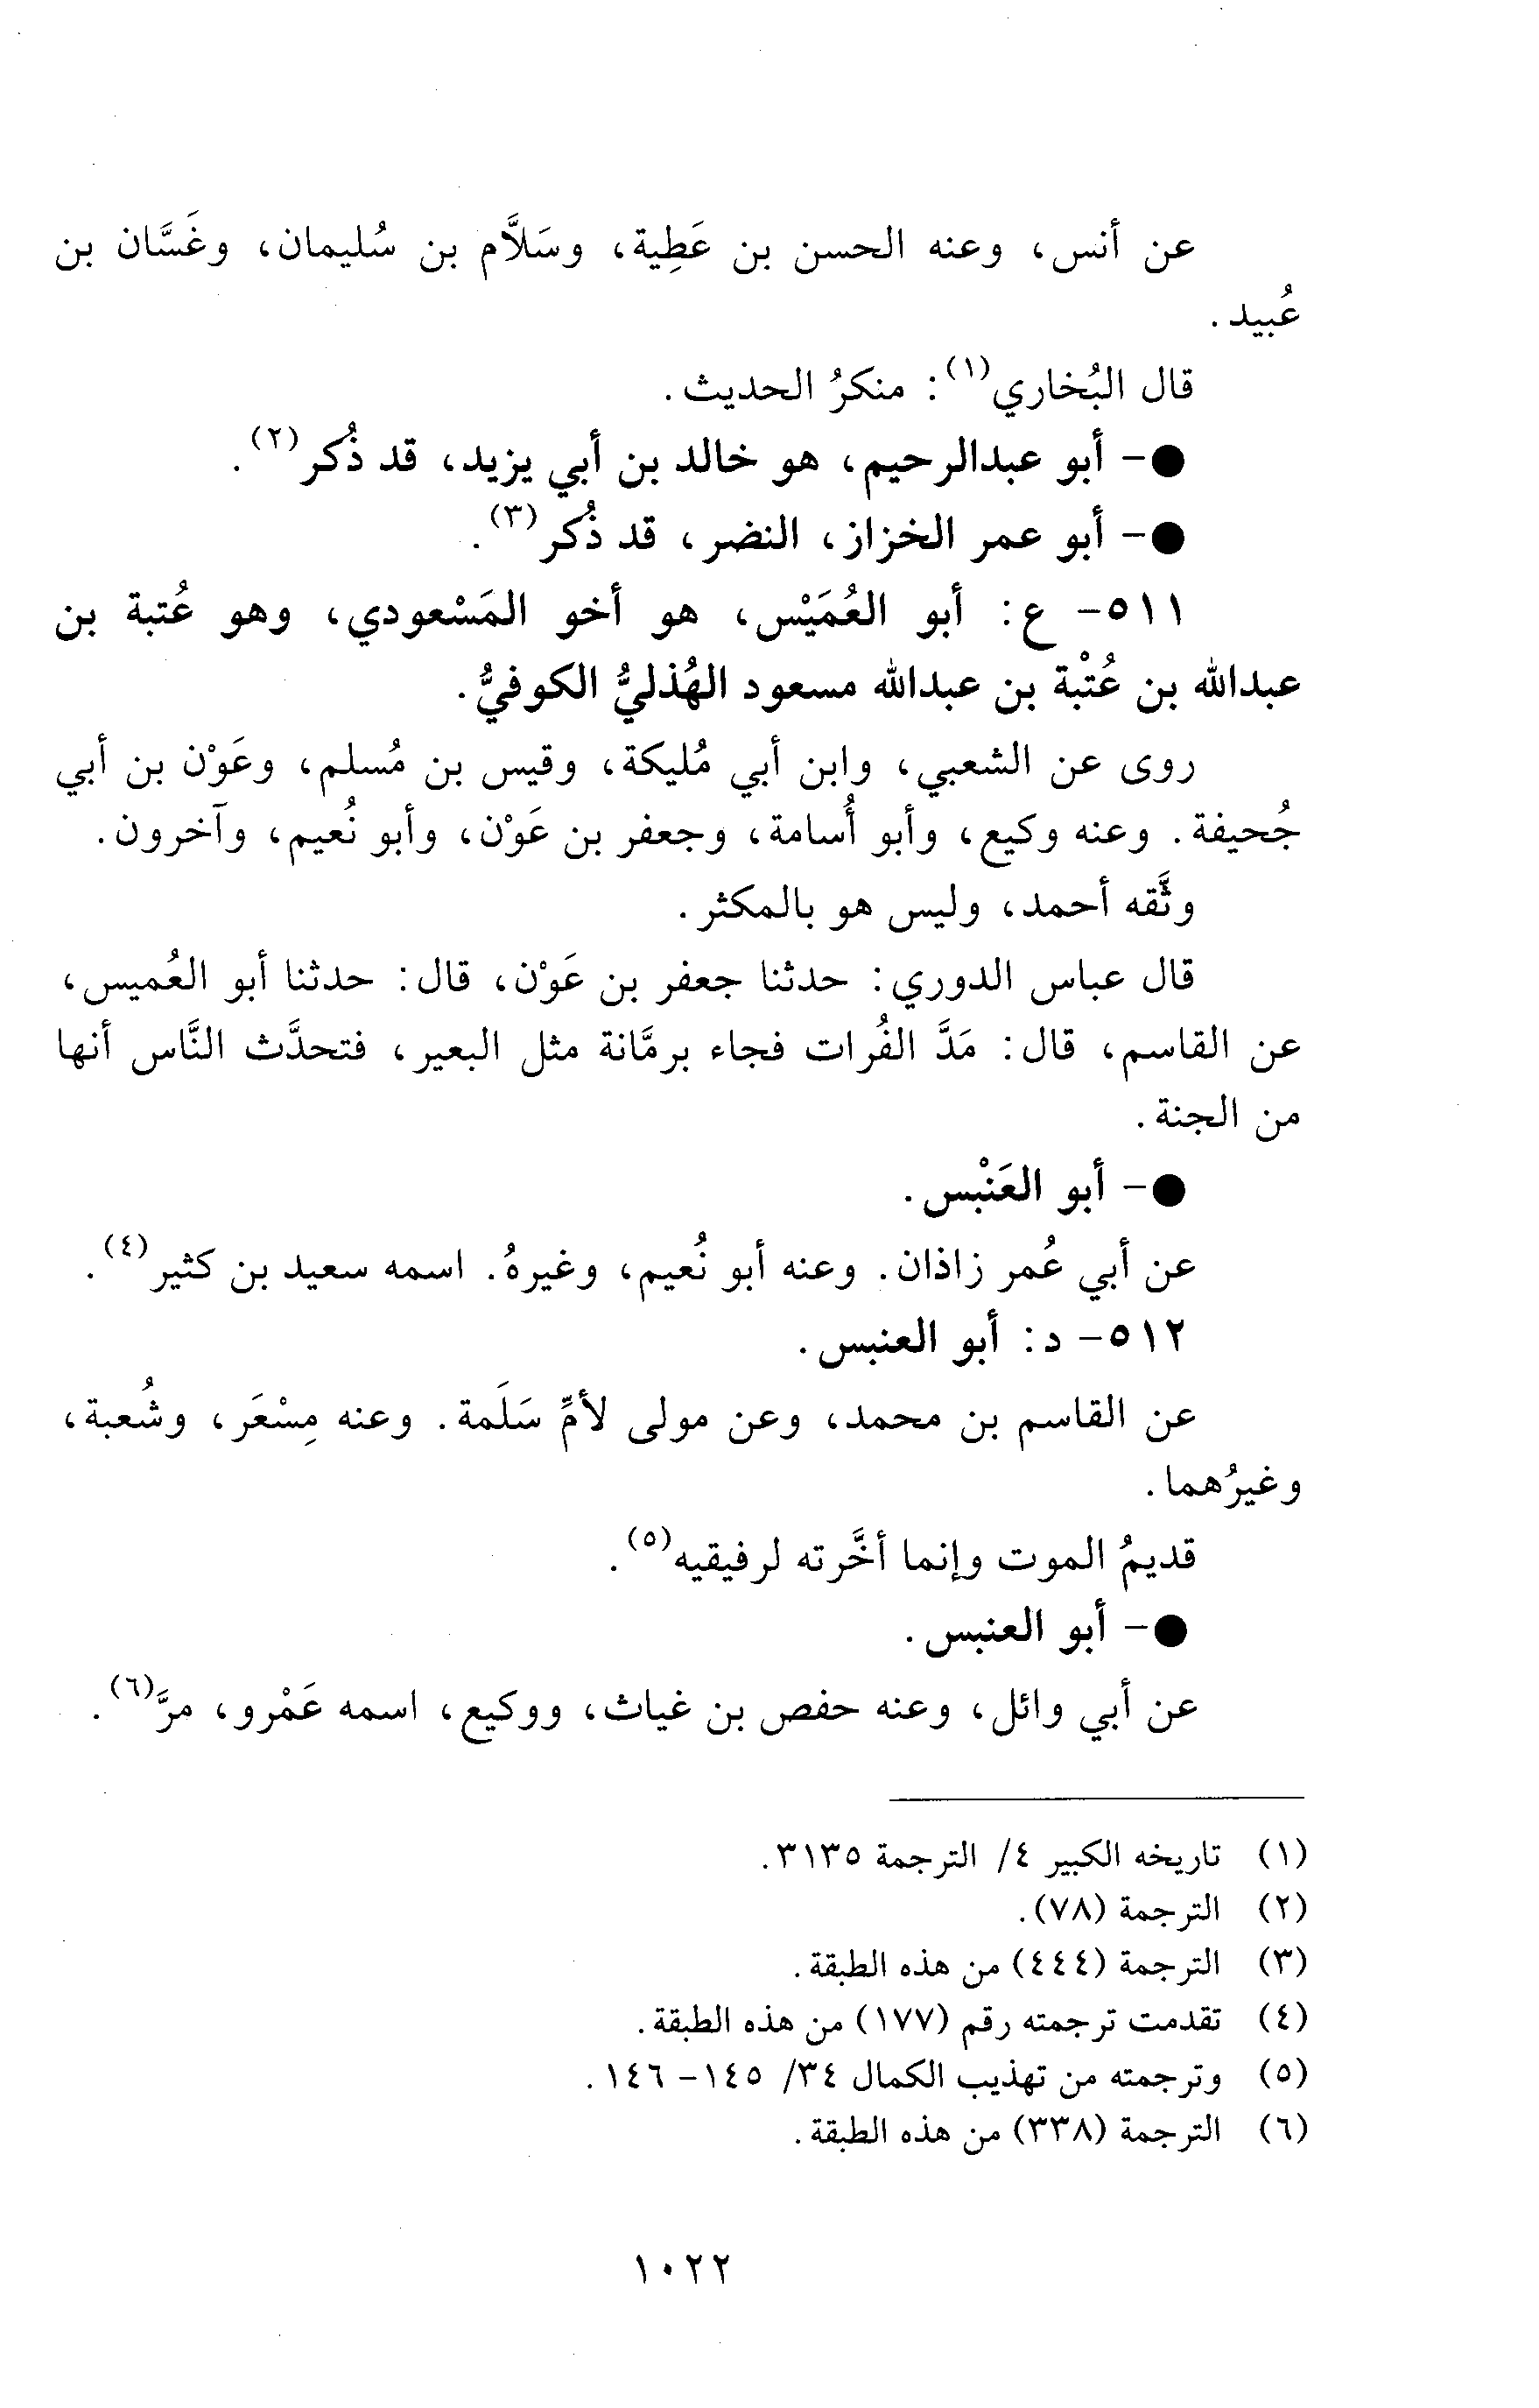 عن أنس، وعنه الحسن بن عَطِية، وسَلاَّم بن سُليمان، وغَسَّان بن
عُبيد.
قال البُخاري(١): منكرُ الحديث.
●- أبو عبدالرحيم، هو خالد بن أبي يزيد، قد ذُكر(٢).
●- أبو عمر الخزاز، النضر، قد ذُكر(٣).
٥١١- ع: أبو العُمَيْس، هو أخو المَسْعودي، وهو عُتبة بن
عبدالله بن عُتْبة بن عبدالله مسعود الهُذليُّ الكوفيُّ.
روى عن الشعبي، وابن أبي مُليكة، وقيس بن مُسلم، وعَوْن بن أبي
جُحيفة. وعنه وكيع، وأبو أُسامة، وجعفر بن عَوْن، وأبو نُعيم، وآخرون.
وثَّقه أحمد، وليس هو بالمكثر.
قال عباس الدوري: حدثنا جعفر بن عَوْن، قال: حدثنا أبو العُميس،
عن القاسم، قال: مَدَّ الفُرات فجاء برمَّانة مثل البعير، فتحدَّث النَّاس أنها
من الجنة.
●- أبو العَنْبس.
عن أبي عُمر زاذان. وعنه أبو نُعيم، وغيرهُ. اسمه سعيد بن كثير(٤).
٥١٢- د: أبو العنبس.
عن القاسم بن محمد، وعن مولى لأمِّ سَلَمة. وعنه مِسْعَر، وشُعبة،
وغيرُهما.
قديمُ الموت وإنما أخَّرته لرفيقيه(٥).
●- أبو العنبس.
عن أبي وائل، وعنه حفص بن غياث، ووكيع، اسمه عَمْرو، مرَّ(٦).
(١) تاريخه الكبير ٤/ الترجمة ٣١٣٥.
(٢) الترجمة (٧٨).
(٣) الترجمة (٤٤٤) من هذه الطبقة.
(٤) تقدمت ترجمته رقم (١٧٧) من هذه الطبقة.
(٥) وترجمته من تهذيب الكمال ٣٤/ ١٤٥- ١٤٦.
(٦) الترجمة (٣٣٨) من هذه الطبقة.
١٠٢٢